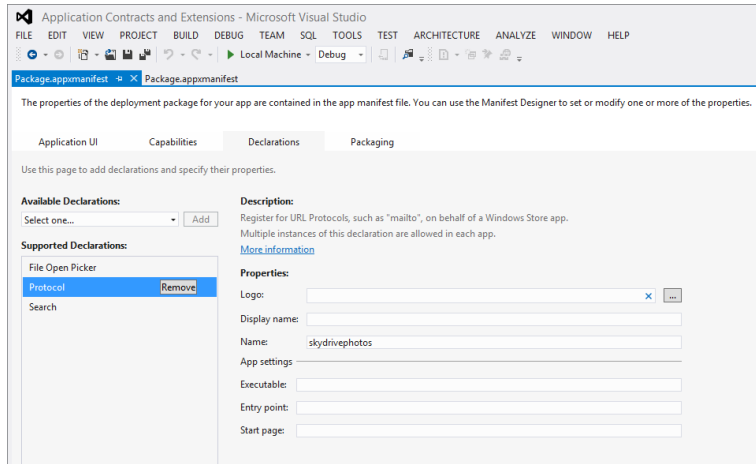 Application Contracts and Extensions - Microsoft Visual Studio
FILE EDIT VIEW PROJECT BUILD DEBUG TEAM SQL TOOLS TEST ARCHITECTURE ANALYZE WINDOW HELP
Local Machine Debug
Package.appxmanifest Package.appxmanifest
The properties of the deployment package for your app are contained in the app manifest file. You can use the Manifest Designer to set or modify one or more of the properties.
Application UI Capabilities Declarations Packaging
Use this page to add declarations and specify their properties.
Available Declarations:
Select one... Add
Supported Declarations:
File Open Picker
Protocol Remove
Search
Description:
Register for URL Protocols, such as "mailto", on behalf of a Windows Store app.
Multiple instances of this declaration are allowed in each app.
More information
Properties:
Logo: ...
Display name:
Name: skydrivephotos
App settings
Executable:
Entry point:
Start page: